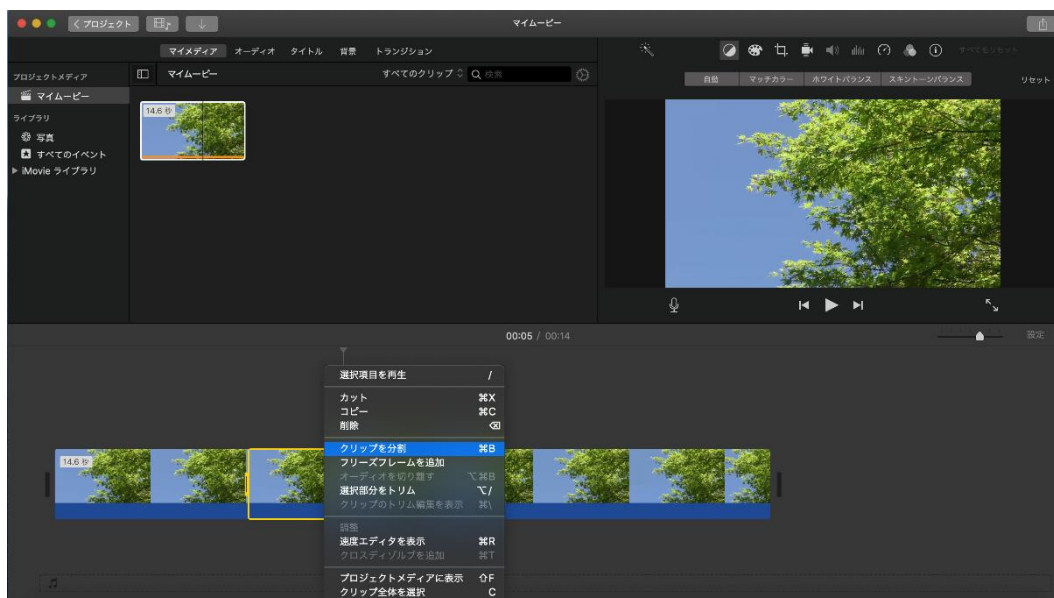 プロジェクト
マイムービー
マイメディア オーディオ タイトル 背景 トランジション
すべてをリセット
プロジェクトメディア
マイムービー
すべてのクリップ
検索
自動 マッチカラー ホワイトバランス スキントーンバランス
リセット
マイムービー
ライブラリ
写真
すべてのイベント
iMovie ライブラリ
14.6 秒
00:05 / 00:14
設定
選択項目を再生 /
カット ⌘X
コピー ⌘C
削除 ⌫
クリップを分割 ⌘B
フリーズフレームを追加
オーディオを切り離す ⌥⌘B
選択部分をトリム ⌥/
クリップのトリム編集を表示 ⌘\
調整
速度エディタを表示 ⌘R
クロスディゾルブを追加 ⌘T
プロジェクトメディアに表示 ⇧F
クリップ全体を選択 C
14.6 秒